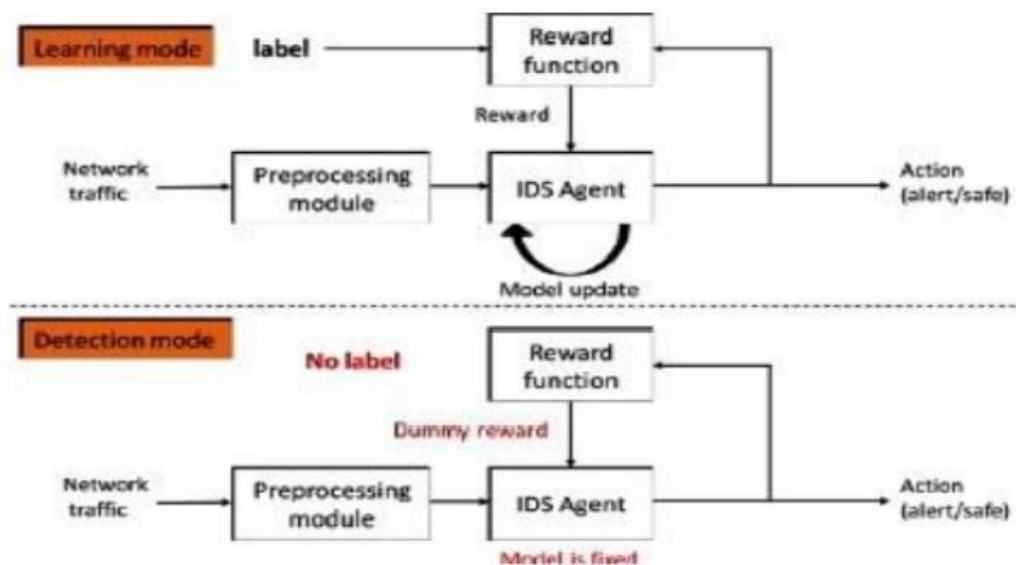 Learning mode
label
Reward
function
Reward
Network
traffic
Preprocessing
module
IDS Agent
Action
(alert/safe)
Model update
Detection mode
No label
Reward
function
Dummy reward
Network
traffic
Preprocessing
module
IDS Agent
Action
(alert/safe)
Model is fixed